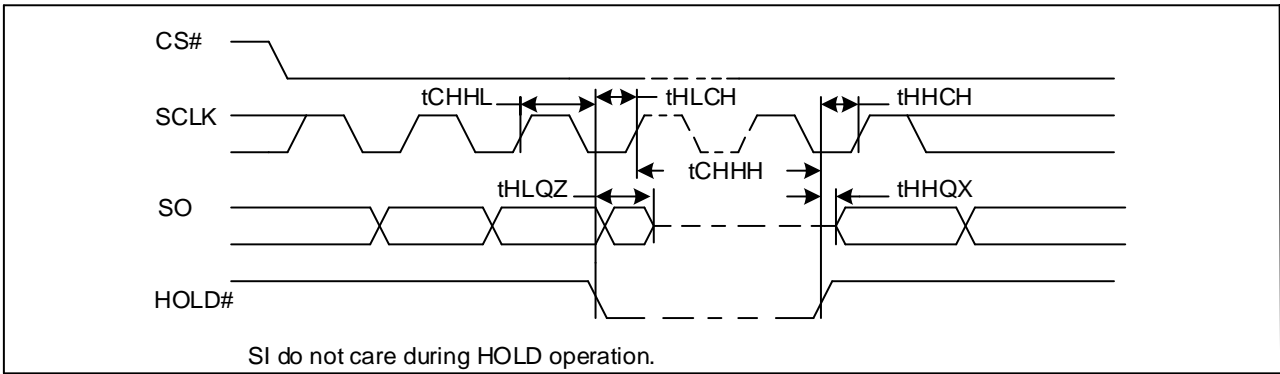 CS#
tCHHL
tHLCH
tHHCH
SCLK
tCHHH
tHLQZ
tHHQX
SO
HOLD#
SI do not care during HOLD operation.